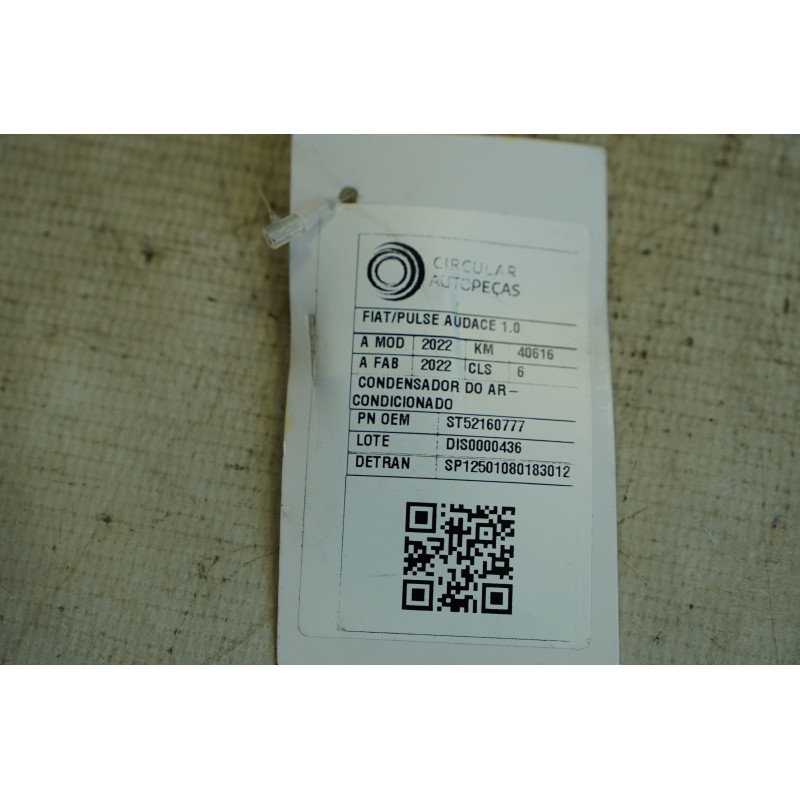 CIRCULAR
AUTOPEÇAS
FIAT/PULSE AUDACE 1.0
A MOD 2022 KM 40616
A FAB 2022 CLS 6
CONDENSADOR DO AR-
CONDICIONADO
PN OEM ST52160777
LOTE DIS0000436
DETRAN SP12501080183012